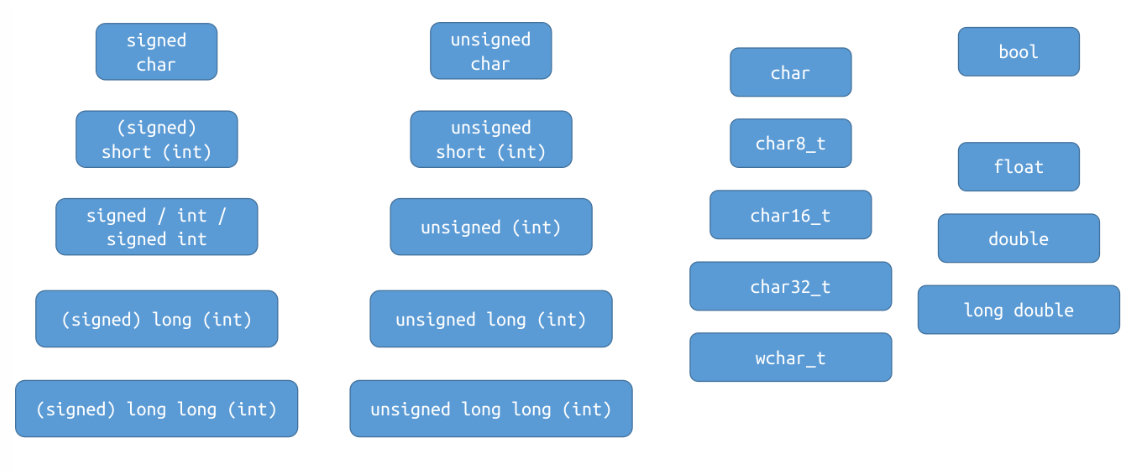 signed
char
(signed)
short (int)
signed / int /
signed int
(signed) long (int)
(signed) long long (int)
unsigned
char
unsigned
short (int)
unsigned (int)
unsigned long (int)
unsigned long long (int)
char
char8_t
char16_t
char32_t
wchar_t
bool
float
double
long double